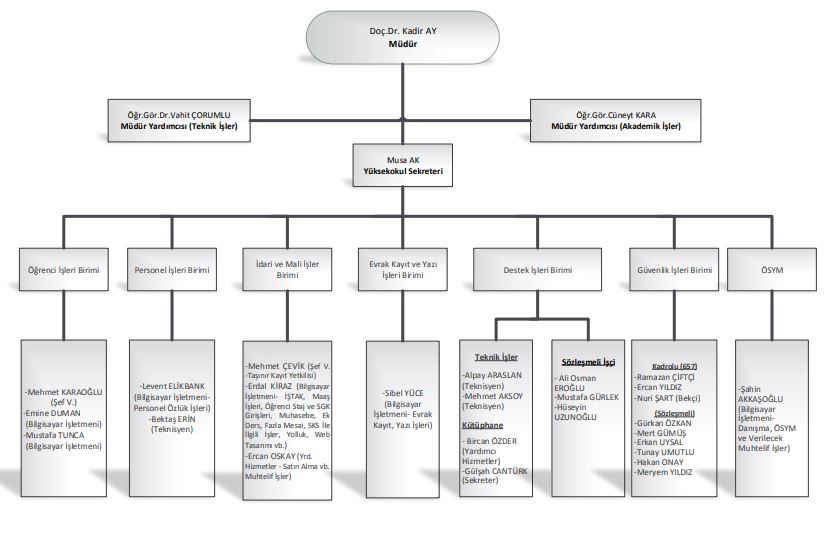 Doç.Dr. Kadir AY
Müdür
Öğr.Gör.Dr.Vahit ÇORUMLU
Müdür Yardımcısı (Teknik İşler)
Öğr.Gör.Cüneyt KARA
Müdür Yardımcısı (Akademik İşler)
Musa AK
Yüksekokul Sekreteri
Öğrenci İşleri Birimi
Personel İşleri Birimi
İdari ve Mali İşler
Birimi
Evrak Kayıt ve Yazı
İşleri Birimi
Destek İşleri Birimi
Güvenlik İşleri Birimi
ÖSYM
-Mehmet KARAOĞLU
(Şef V.)
-Emine DUMAN
(Bilgisayar İşletmeni)
-Mustafa TUNCA
(Bilgisayar İşletmeni)
-Levent ELİKBANK
(Bilgisayar İşletmeni-
Personel Özlük İşleri)
-Bektaş ERİN
(Teknisyen)
-Mehmet ÇEVİK (Şef V.
-Taşınır Kayıt Yetkilisi)
-Erdal KİRAZ (Bilgisayar
İşletmeni- İŞTAK, Maaş
İşleri, Öğrenci Staj ve SGK
Girişleri, Muhasebe, Ek
Ders, Fazla Mesai, SKS İle
İlgili İşler, Yolluk, Web
Tasarımı vb.)
-Ercan OSKAY (Yrd.
Hizmetler - Satın Alma vb.
Muhtelif İşler)
-Sibel YÜCE
(Bilgisayar
İşletmeni- Evrak
Kayıt, Yazı İşleri)
Teknik İşler
-Alpay ARASLAN
(Teknisyen)
-Mehmet AKSOY
(Teknisyen)
Kütüphane
- Bircan ÖZDER
(Yardımcı
Hizmetler)
-Gülşah CANTÜRK
(Sekreter)
Sözleşmeli İşçi
- Ali Osman
EROĞLU
-Mustafa GÜRLEK
-Hüseyin
UZUNOĞLU
Kadrolu (657)
-Ramazan ÇİFTÇİ
-Ercan YILDIZ
-Nuri ŞART (Bekçi)
(Sözleşmeli)
-Gürkan ÖZKAN
-Mert GÜMÜŞ
-Erkan UYSAL
-Tunay UMUTLU
-Hakan ONAY
-Meryem YILDIZ
-Şahin
AKKAŞOĞLU
(Bilgisayar
İşletmeni-
Danışma, ÖSYM
ve Verilecek
Muhtelif İşler)